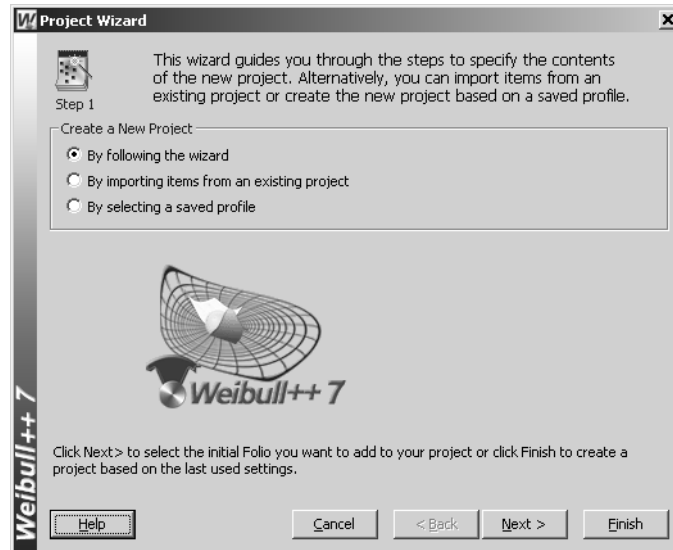 Project Wizard
This wizard guides you through the steps to specify the contents
of the new project. Alternatively, you can import items from an
existing project or create the new project based on a saved profile.
Step 1
Create a New Project
By following the wizard
By importing items from an existing project
By selecting a saved profile
Weibull++ 7
Click Next> to select the initial Folio you want to add to your project or click Finish to create a
project based on the last used settings.
Weibull++ 7
Help
Cancel
< Back
Next >
Finish